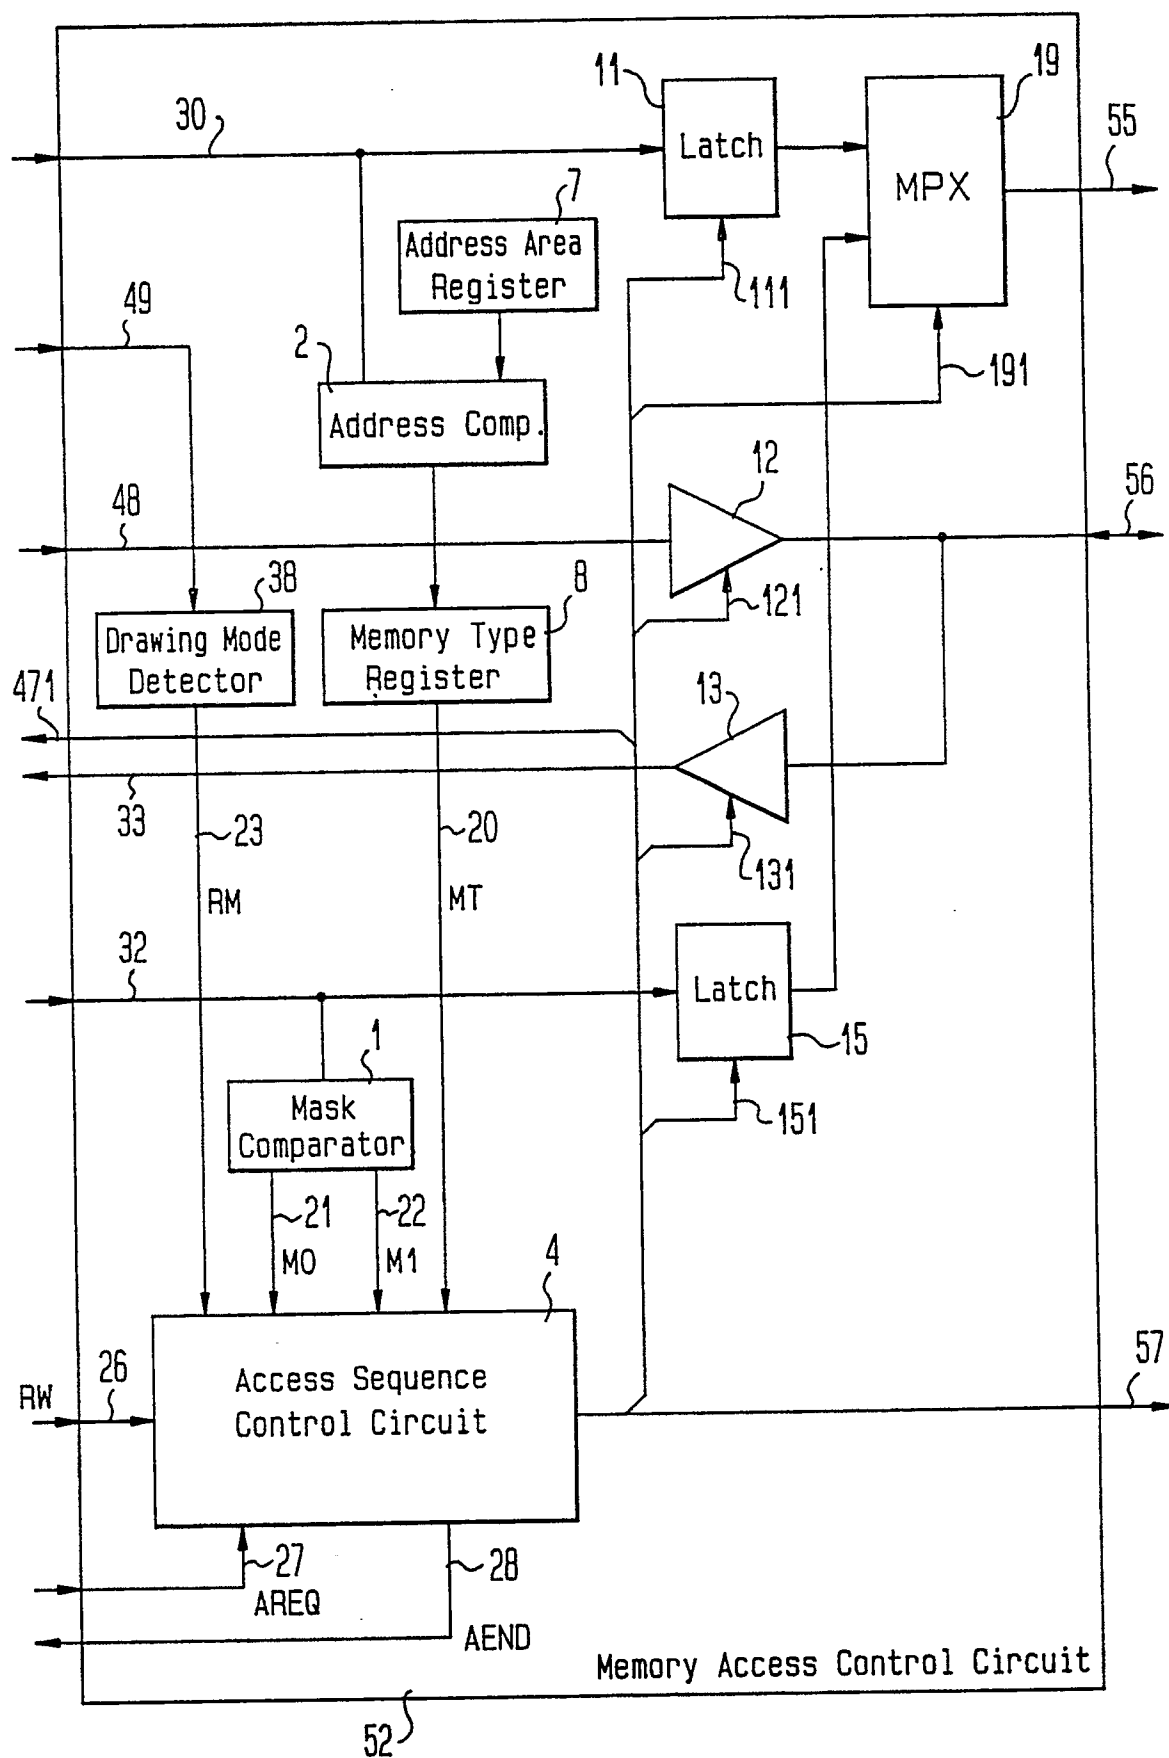 11
19
30
55
Latch
MPX
7
Address Area
Register
111
49
2
191
Address Comp.
12
48
56
38
8
121
Drawing Mode
Detector
Memory Type
Register
471
13
33
23
20
131
RM
MT
32
Latch
1
15
Mask
Comparator
151
21
22
M0
M1
4
57
RW
26
Access Sequence
Control Circuit
27
28
AREQ
AEND
Memory Access Control Circuit
52